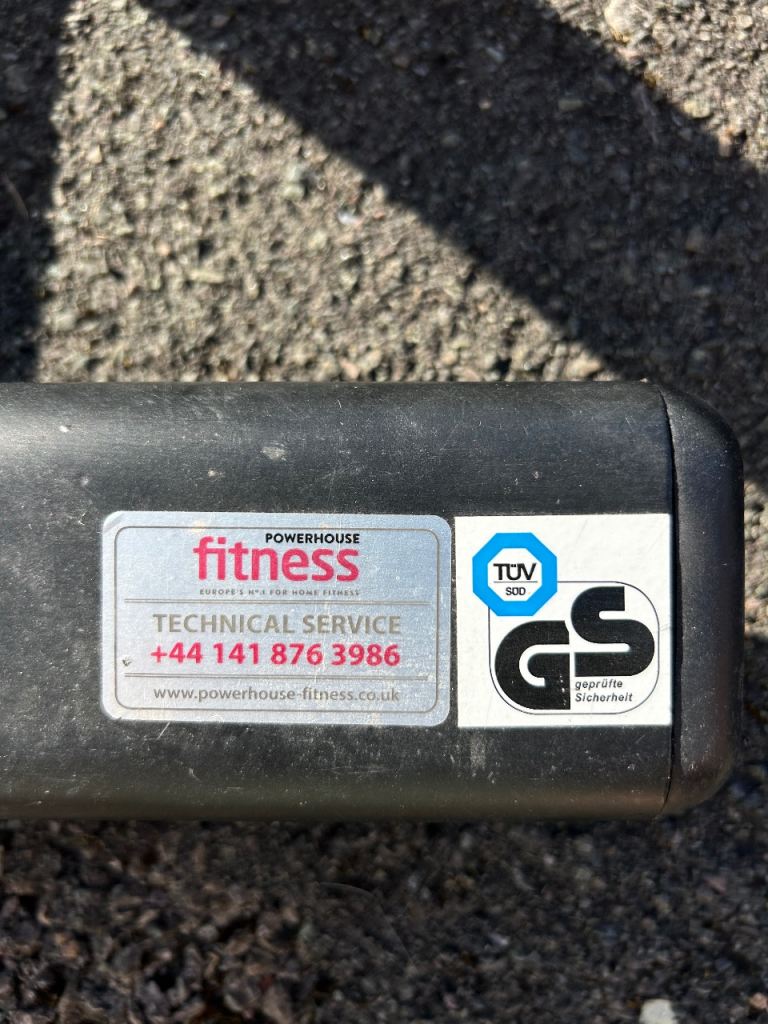 POWERHOUSE
fitness
EUROPE'S Nº.1 FOR HOME FITNESS
TECHNICAL SERVICE
+44 141 876 3986
www.powerhouse-fitness.co.uk
TÜV
SÜD
GS
geprüfte
Sicherheit